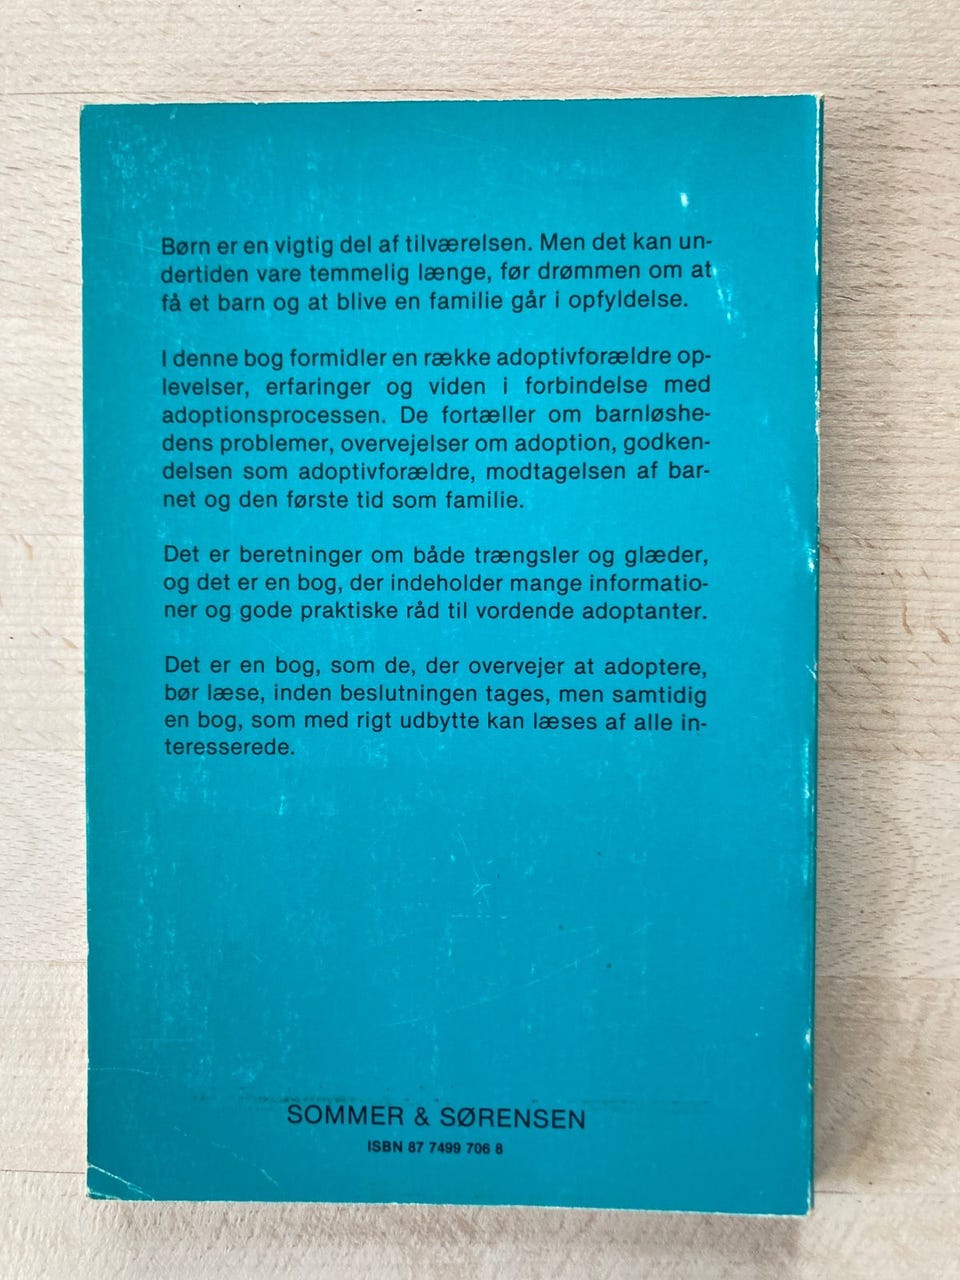 Børn er en vigtig del af tilværelsen. Men det kan un-
dertiden vare temmelig længe, før drømmen om at
få et barn og at blive en familie går i opfyldelse.
I denne bog formidler en række adoptivforældre op-
levelser, erfaringer og viden i forbindelse med
adoptionsprocessen. De fortæller om barnløshe-
dens problemer, overvejelser om adoption, godken-
delsen som adoptivforældre, modtagelsen af bar-
net og den første tid som familie.
Det er beretninger om både trængsler og glæder,
og det er en bog, der indeholder mange informatio-
ner og gode praktiske råd til vordende adoptanter.
Det er en bog, som de, der overvejer at adoptere,
bør læse, inden beslutningen tages, men samtidig
en bog, som med rigt udbytte kan læses af alle in-
teresserede.
SOMMER & SØRENSEN
ISBN 87 7499 706 8